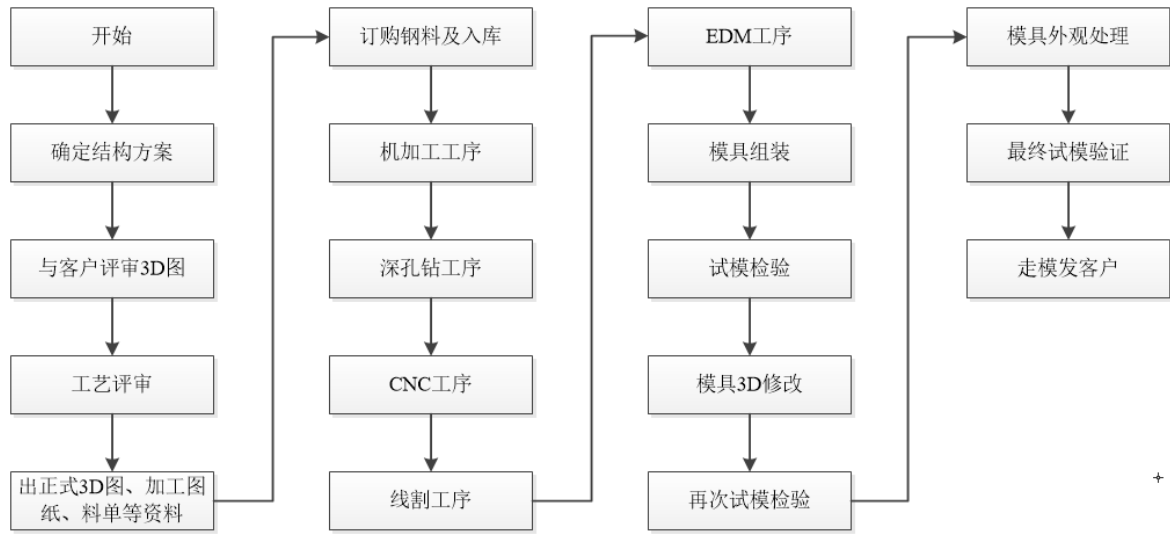 开始
确定结构方案
与客户评审3D图
工艺评审
出正式3D图、加工图
纸、料单等资料
订购钢料及入库
机加工工序
深孔钻工序
CNC工序
线割工序
EDM工序
模具组装
试模检验
模具3D修改
再次试模检验
模具外观处理
最终试模验证
走模发客户